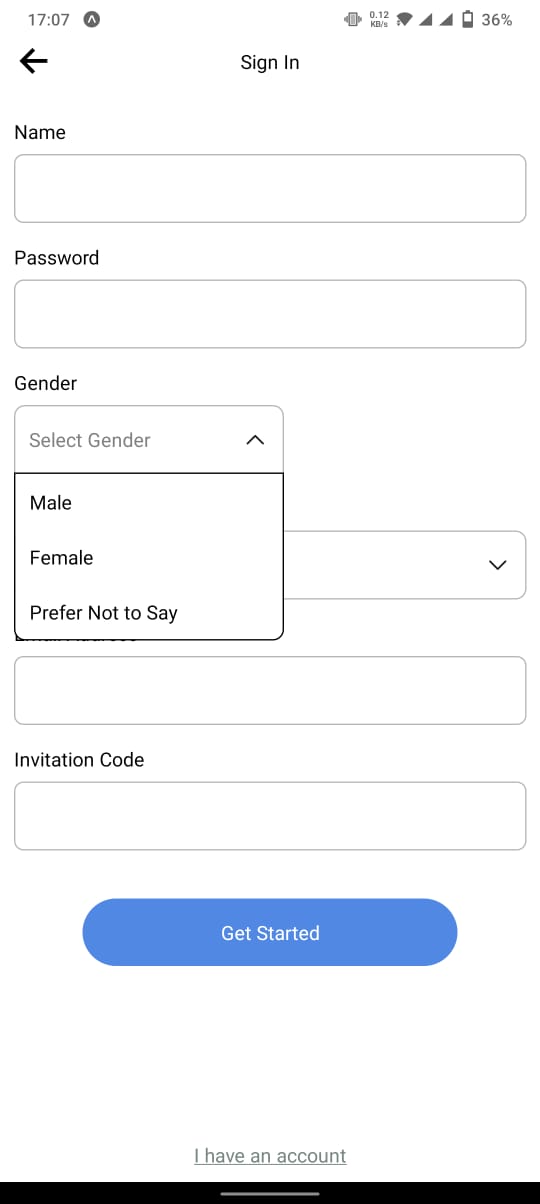 17:07
0.12
KB/s
36%
Sign In
Name
Password
Gender
Select Gender
Male
Female
Prefer Not to Say
Invitation Code
Get Started
I have an account